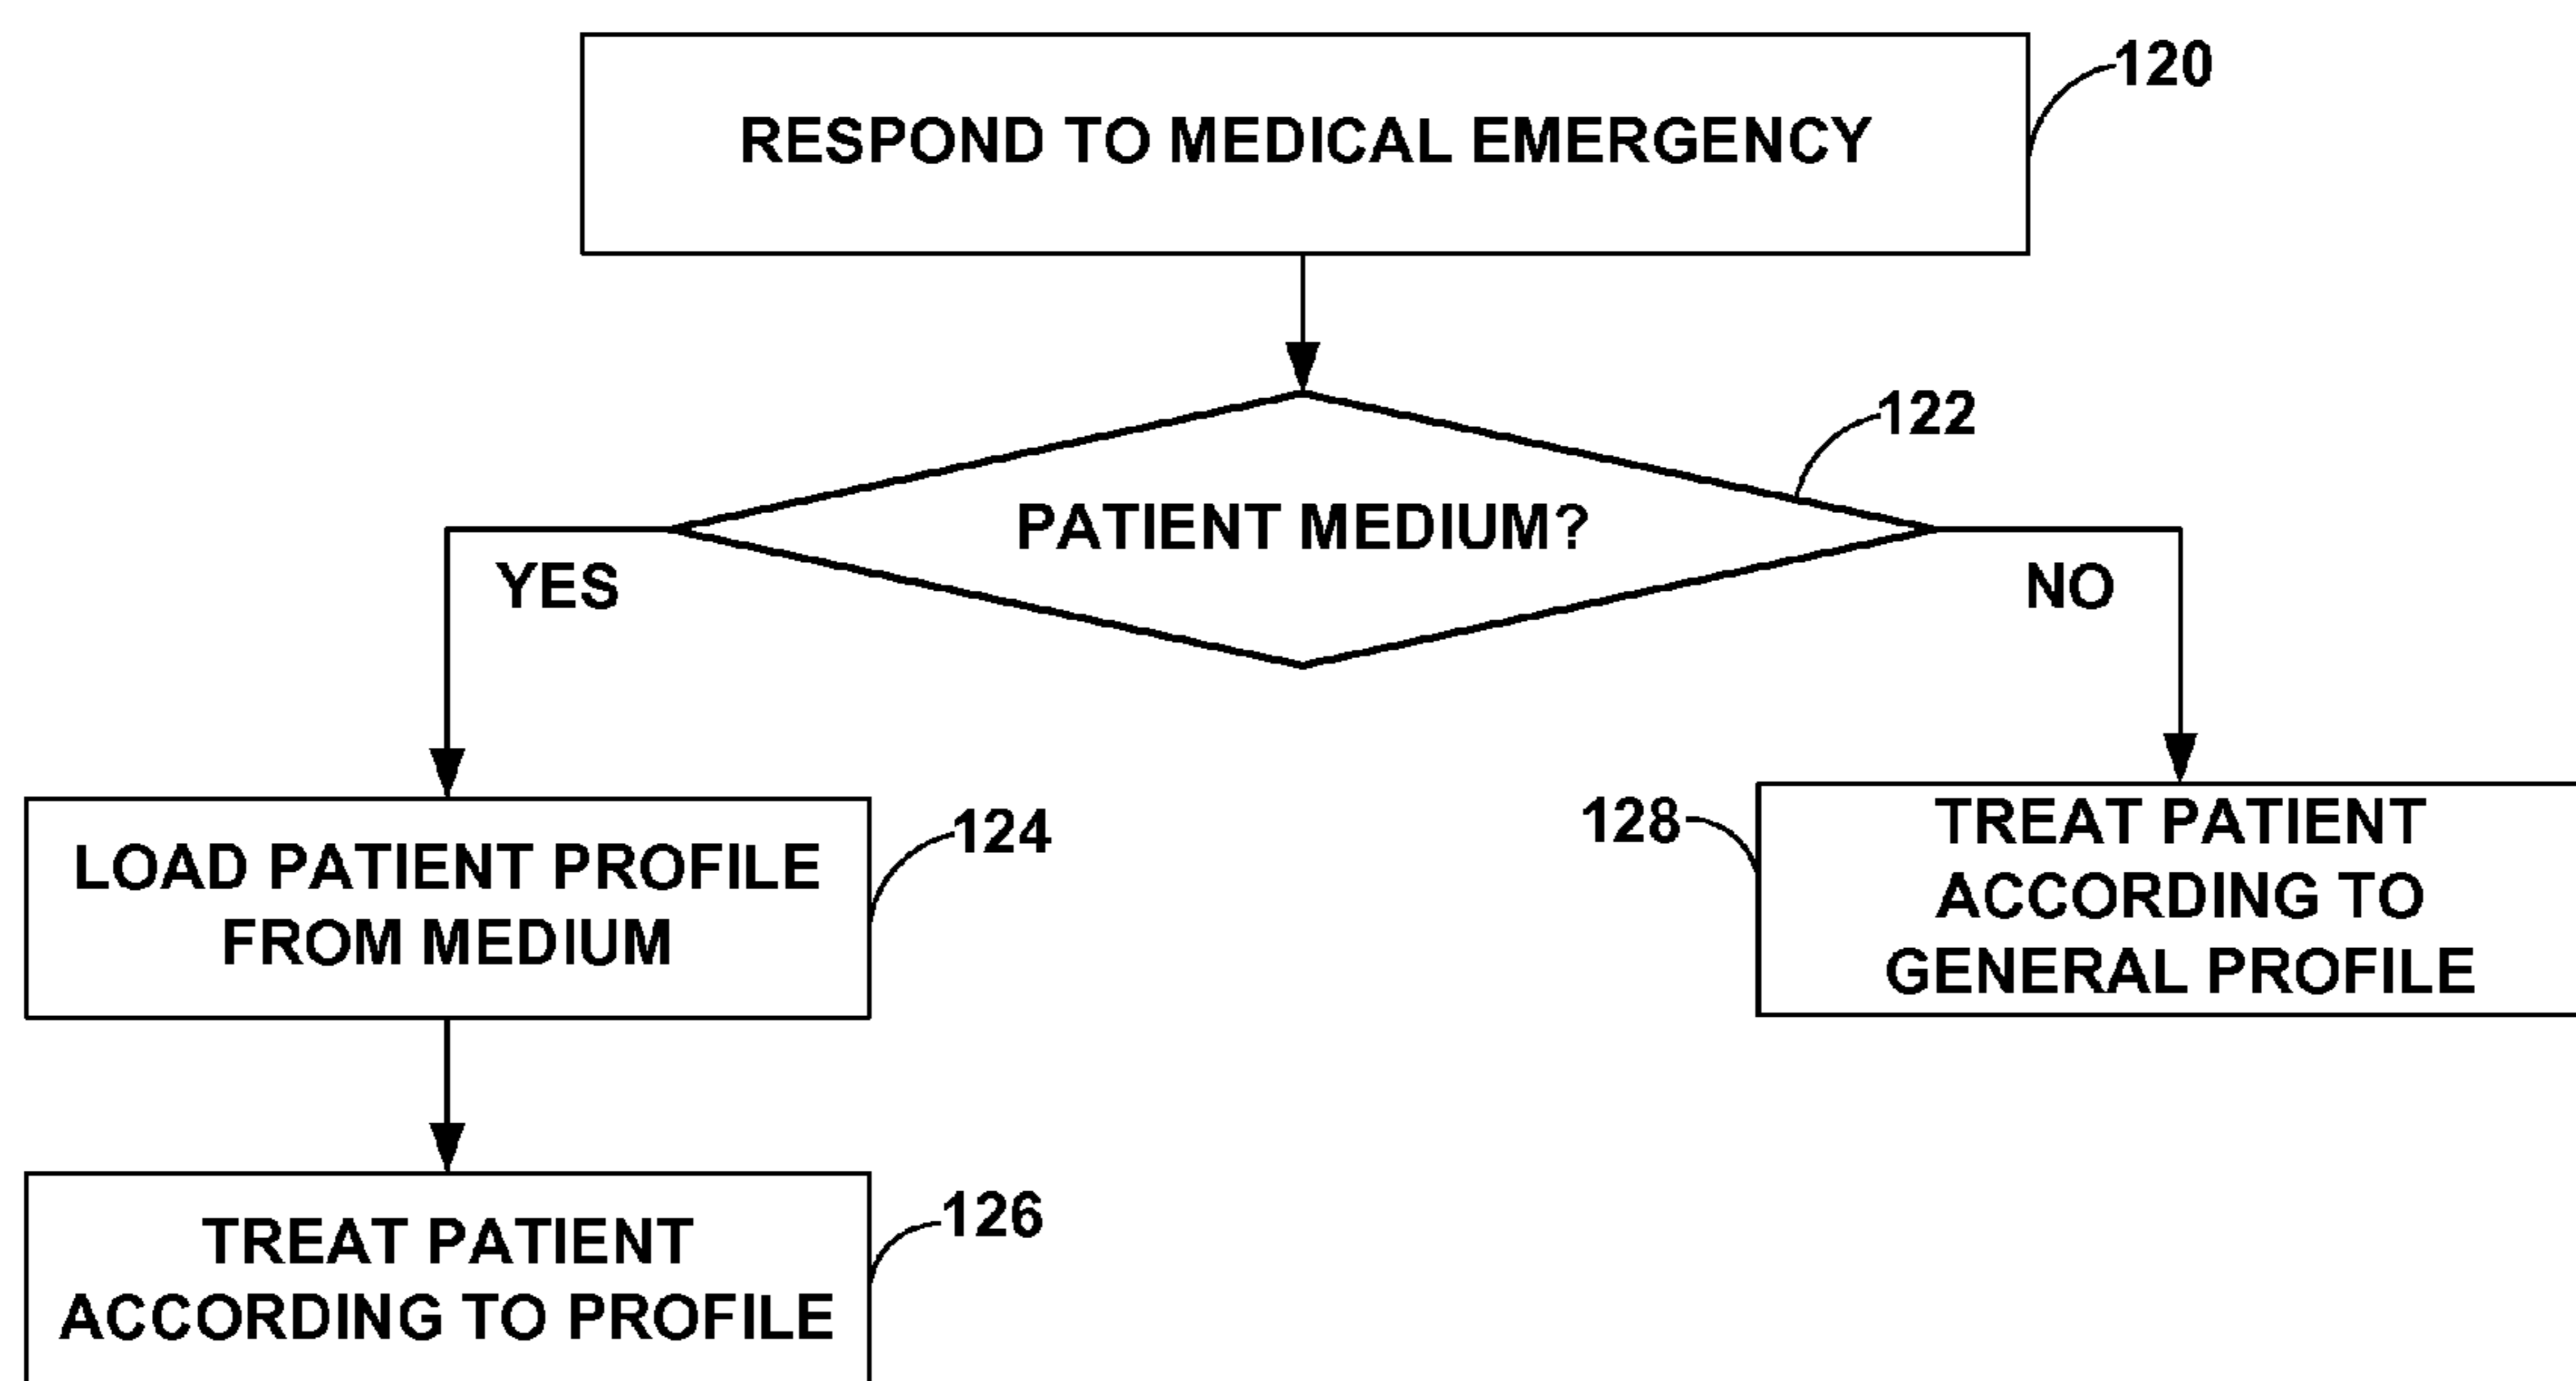 RESPOND TO MEDICAL EMERGENCY
120
PATIENT MEDIUM?
122
YES
NO
LOAD PATIENT PROFILE
FROM MEDIUM
124
128
TREAT PATIENT
ACCORDING TO
GENERAL PROFILE
TREAT PATIENT
ACCORDING TO PROFILE
126